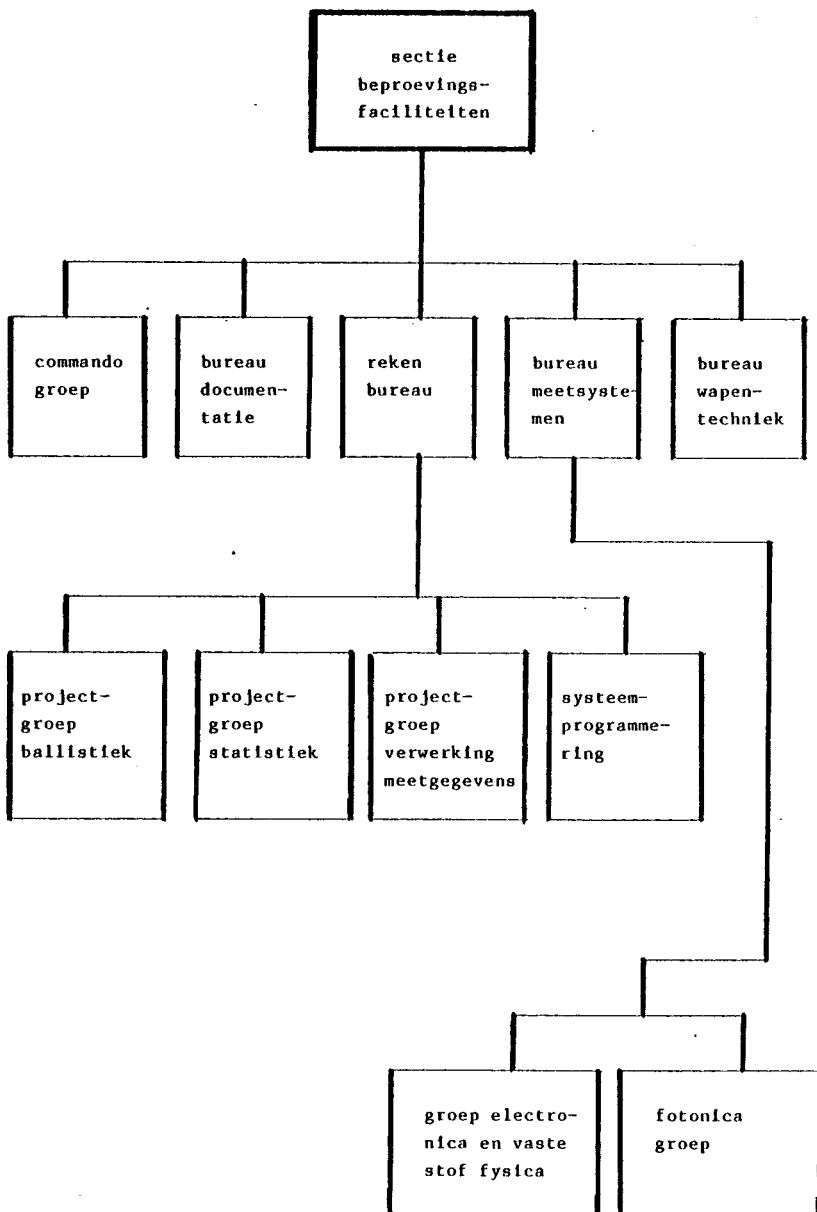 sectie
beproevings-
faciliteiten
commando
groep
bureau
documen-
tatie
reken
bureau
bureau
meetsyste-
men
bureau
wapen-
techniek
project-
groep
ballistiek
project-
groep
statistiek
project-
groep
verwerking
meetgegevens
systeem-
programme-
ring
groep electro-
nica en vaste
stof fysica
fotonica
groep